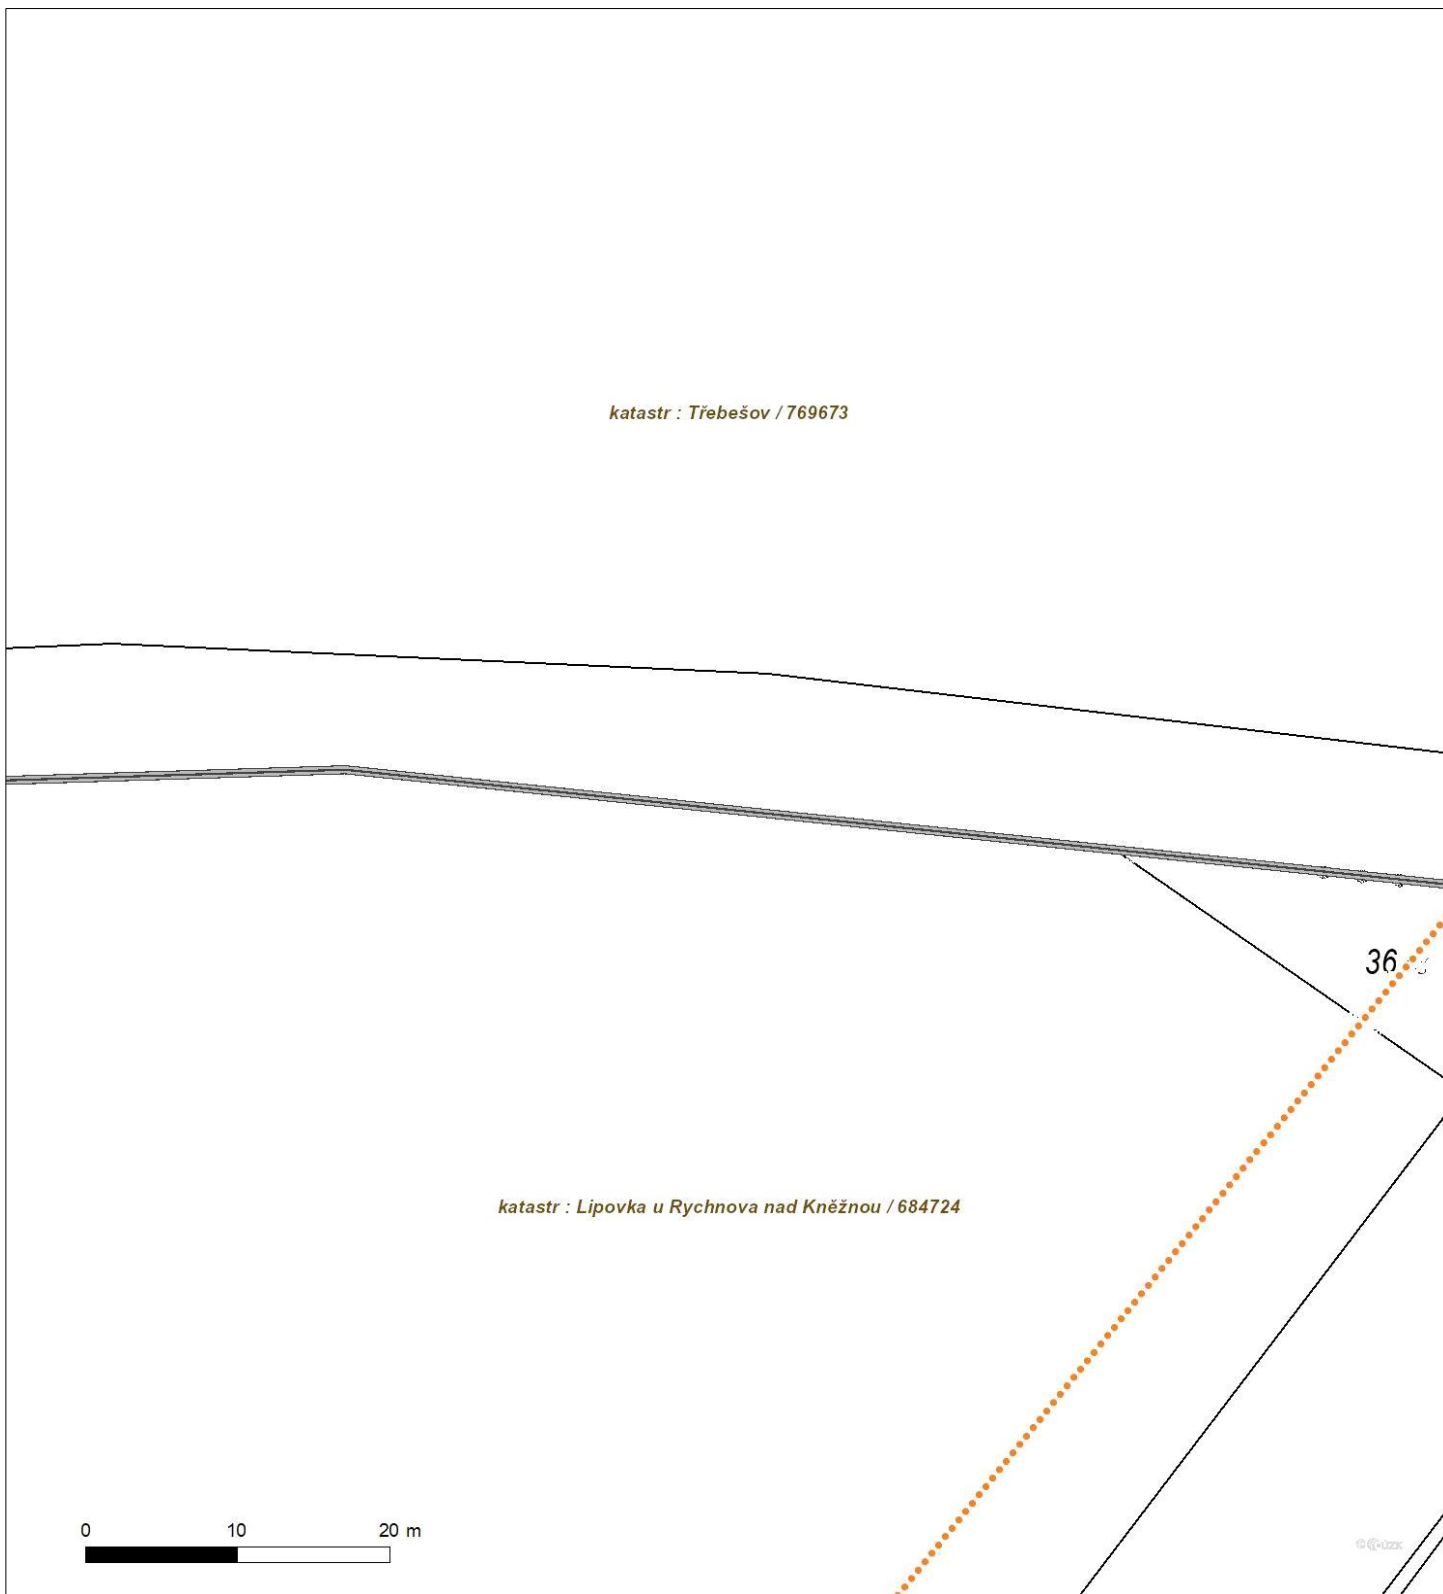 katastr : Třebešov / 769673
36
katastr : Lipovka u Rychnova nad Kněžnou / 684724
0 10 20 m